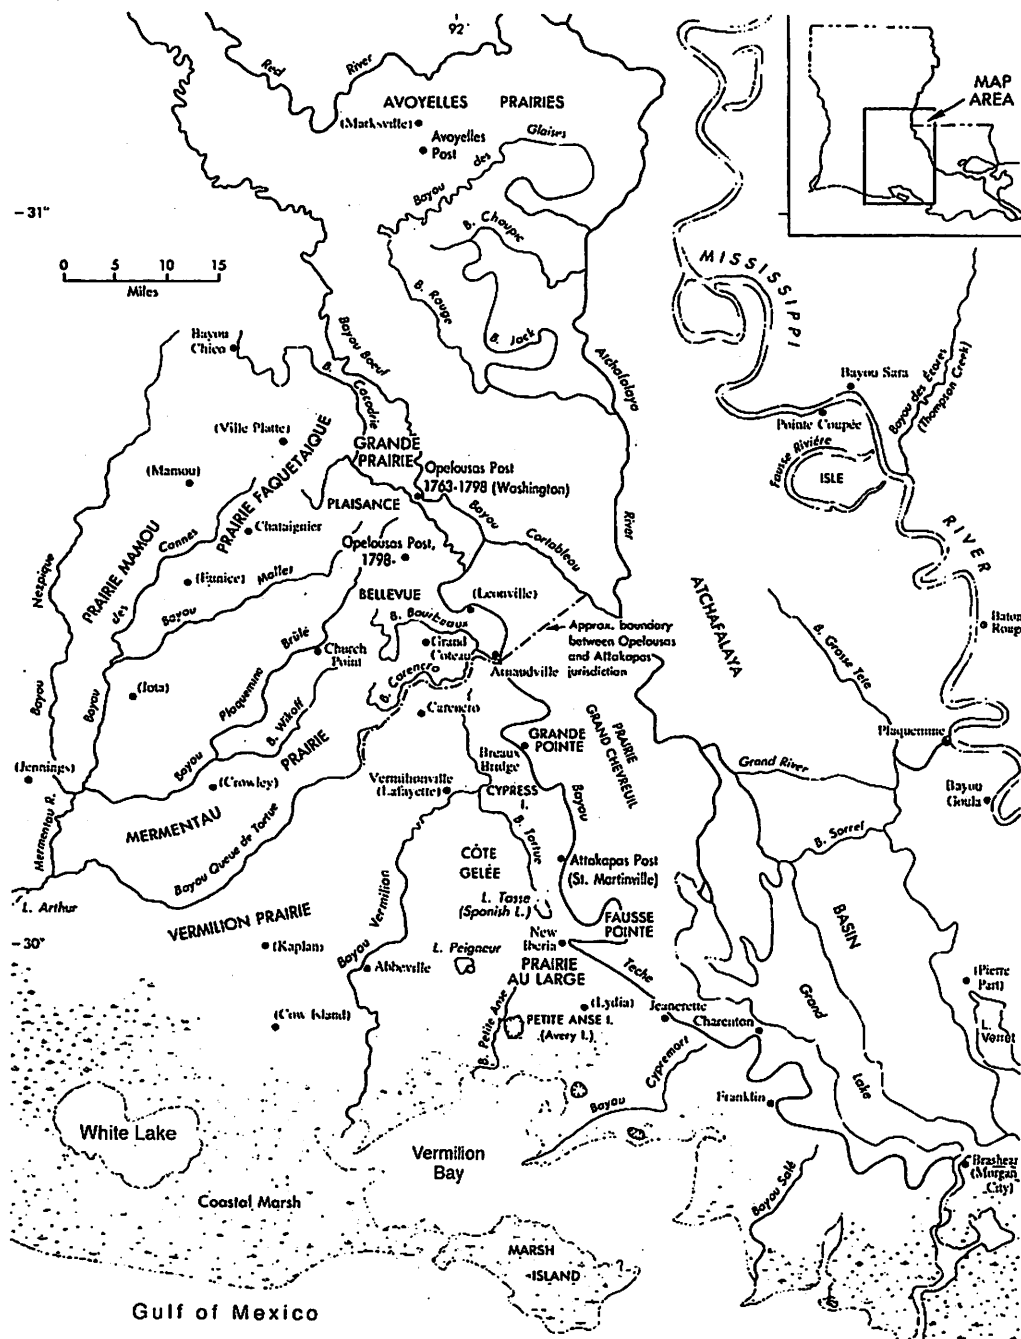 92°
Red
River
AVOYELLES PRAIRIES
(Marksville)
Avoyelles
Post
Bayou des Glaises
MAP
AREA
31°
B. Choupic
0 5 10 15
Miles
B. Rouge
B. Jack
MISSISSIPPI
RIVER
Bayou
Chico
Bayou Boeuf
B. Cocodrie
Atchafalaya
River
Bayou Sara
Pointe Coupée
Bayou des Écores
(Thompson Creek)
Fausse Rivière
ISLE
(Ville Platte)
GRANDE
PRAIRIE
(Mamou)
PRAIRIE FAQUETAIQUE
Opelousas Post
1763-1798 (Washington)
PLAISANCE
Chataignier
Bayou
Cortableau
PRAIRIE MAMOU
Bayou
des
Cannes
Bayou
Nezpique
Opelousas Post,
1798-
(Eunice)
Bayou
Mallet
BELLEVUE
(Leonville)
B. Bourbeaux
Approx. boundary
between Opelousas
and Attakapas
jurisdiction
ATCHAFALAYA
BASIN
B. Grosse Tete
Baton
Rouge
Grand
Coteau
Church
Point
Arnaudville
B. Carencro
Bayou
Plaquemine
Brûlé
(Iota)
B. Wikoff
Carencro
PRAIRIE
GRAND CHEVREUIL
GRANDE
POINTE
Plaquemine
(Jennings)
PRAIRIE
MERMENTAU
(Crowley)
Breaux
Bridge
Vermilionville
(Lafayette)
CYPRESS
I.
Grand River
Bayou
Goula
Mermentau R.
Bayou Queue de Tortue
B. Tortue
B. Sorrel
CÔTE
GELÉE
Bayou
Attakapas Post
(St. Martinville)
L. Arthur
Bayou Vermilion
L. Tasse
(Spanish L.)
FAUSSE
POINTE
VERMILION PRAIRIE
30°
(Kaplan)
L. Peigneur
New
Iberia
Abbeville
PRAIRIE
AU LARGE
Teche
(Pierre
Part)
(Lydia)
Jeanerette
Grand
Lake
(Cow Island)
B. Petite Anse
PETITE ANSE I.
(Avery I.)
Charenton
L.
Verret
Bayou
Cypremort
Franklin
White Lake
Vermilion
Bay
Brashear
(Morgan
City)
Bayou Salé
Coastal Marsh
MARSH
ISLAND
?
Gulf of Mexico